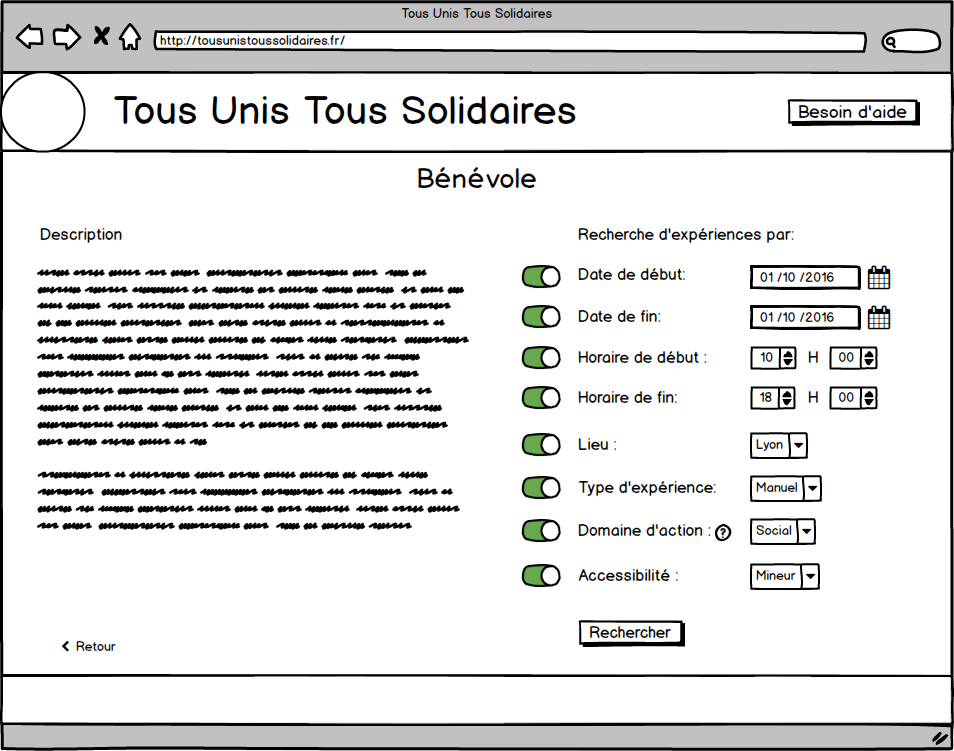 Tous Unis Tous Solidaires
http://tousunistoussolidaires.fr/
Tous Unis Tous Solidaires
Besoin d'aide
Bénévole
Description
Recherche d'expériences par:
Date de début: 01 /10 /2016
Date de fin: 01 /10 /2016
Horaire de début : 10 H 00
Horaire de fin: 18 H 00
Lieu : Lyon
Type d'expérience: Manuel
Domaine d'action : ? Social
Accessibilité : Mineur
Rechercher
Retour